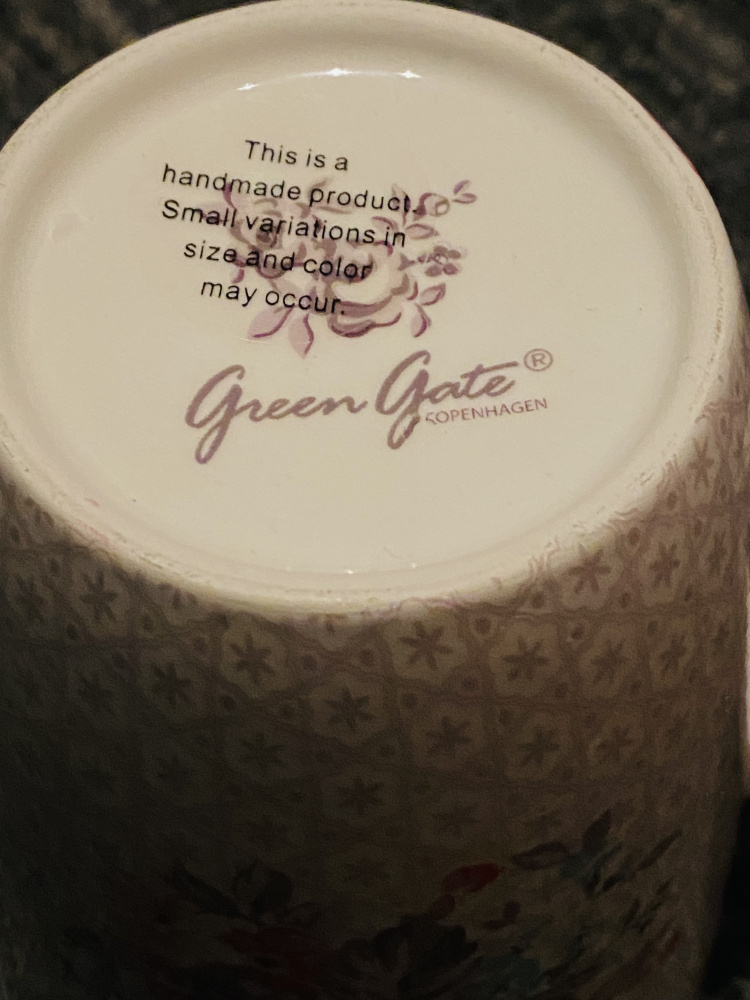 This is a
handmade product.
Small variations in
size and color
may occur.
Green Gate ®
COPENHAGEN